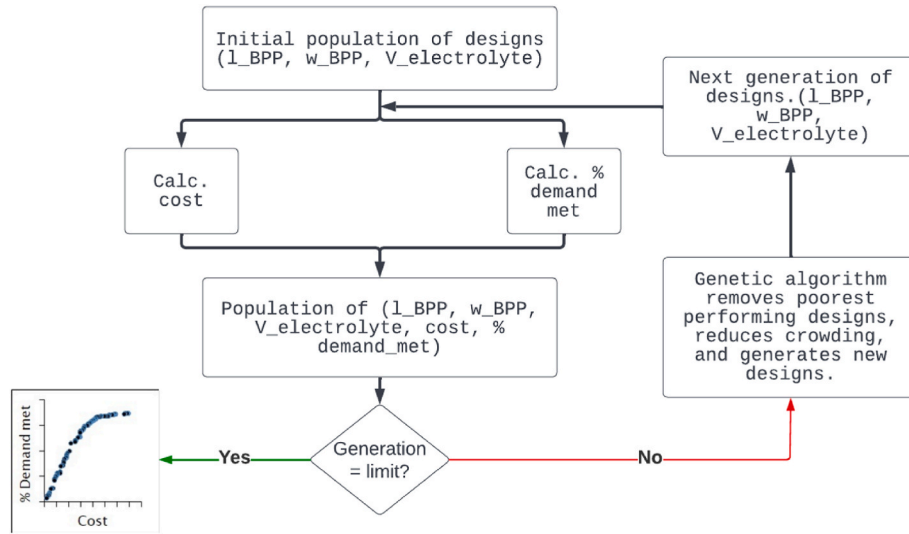 Initial population of designs
(l_BPP, w_BPP, V_electrolyte)
Next generation of
designs.(l_BPP,
w_BPP,
V_electrolyte)
Calc.
cost
Calc. %
demand
met
Population of (l_BPP, w_BPP,
V_electrolyte, cost, %
demand_met)
Genetic algorithm
removes poorest
performing designs,
reduces crowding,
and generates new
designs.
Generation
= limit?
Yes
No
% Demand met
Cost